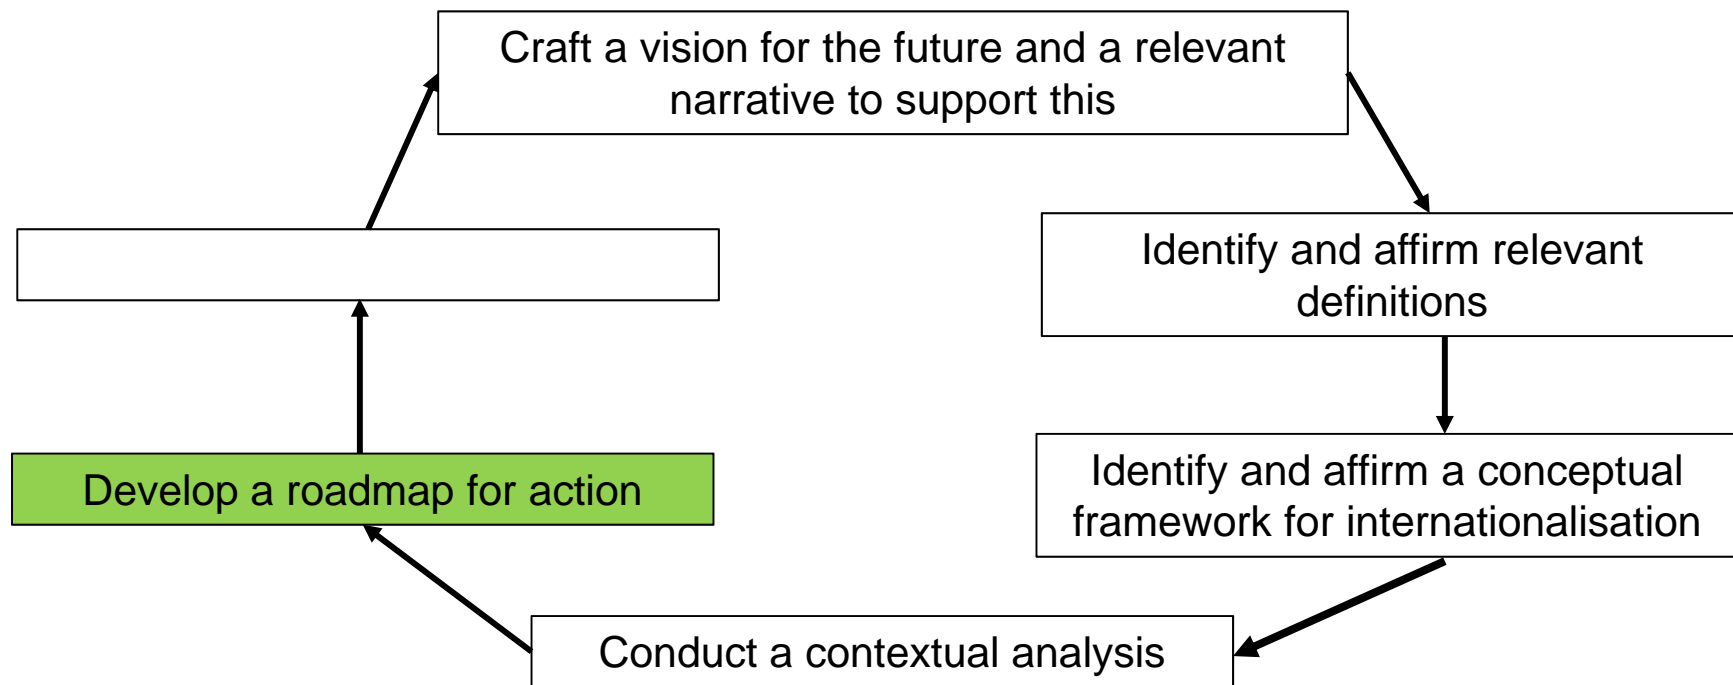 Craft a vision for the future and a relevant
narrative to support this
Identify and affirm relevant
definitions
Identify and affirm a conceptual
framework for internationalisation
Conduct a contextual analysis
Develop a roadmap for action